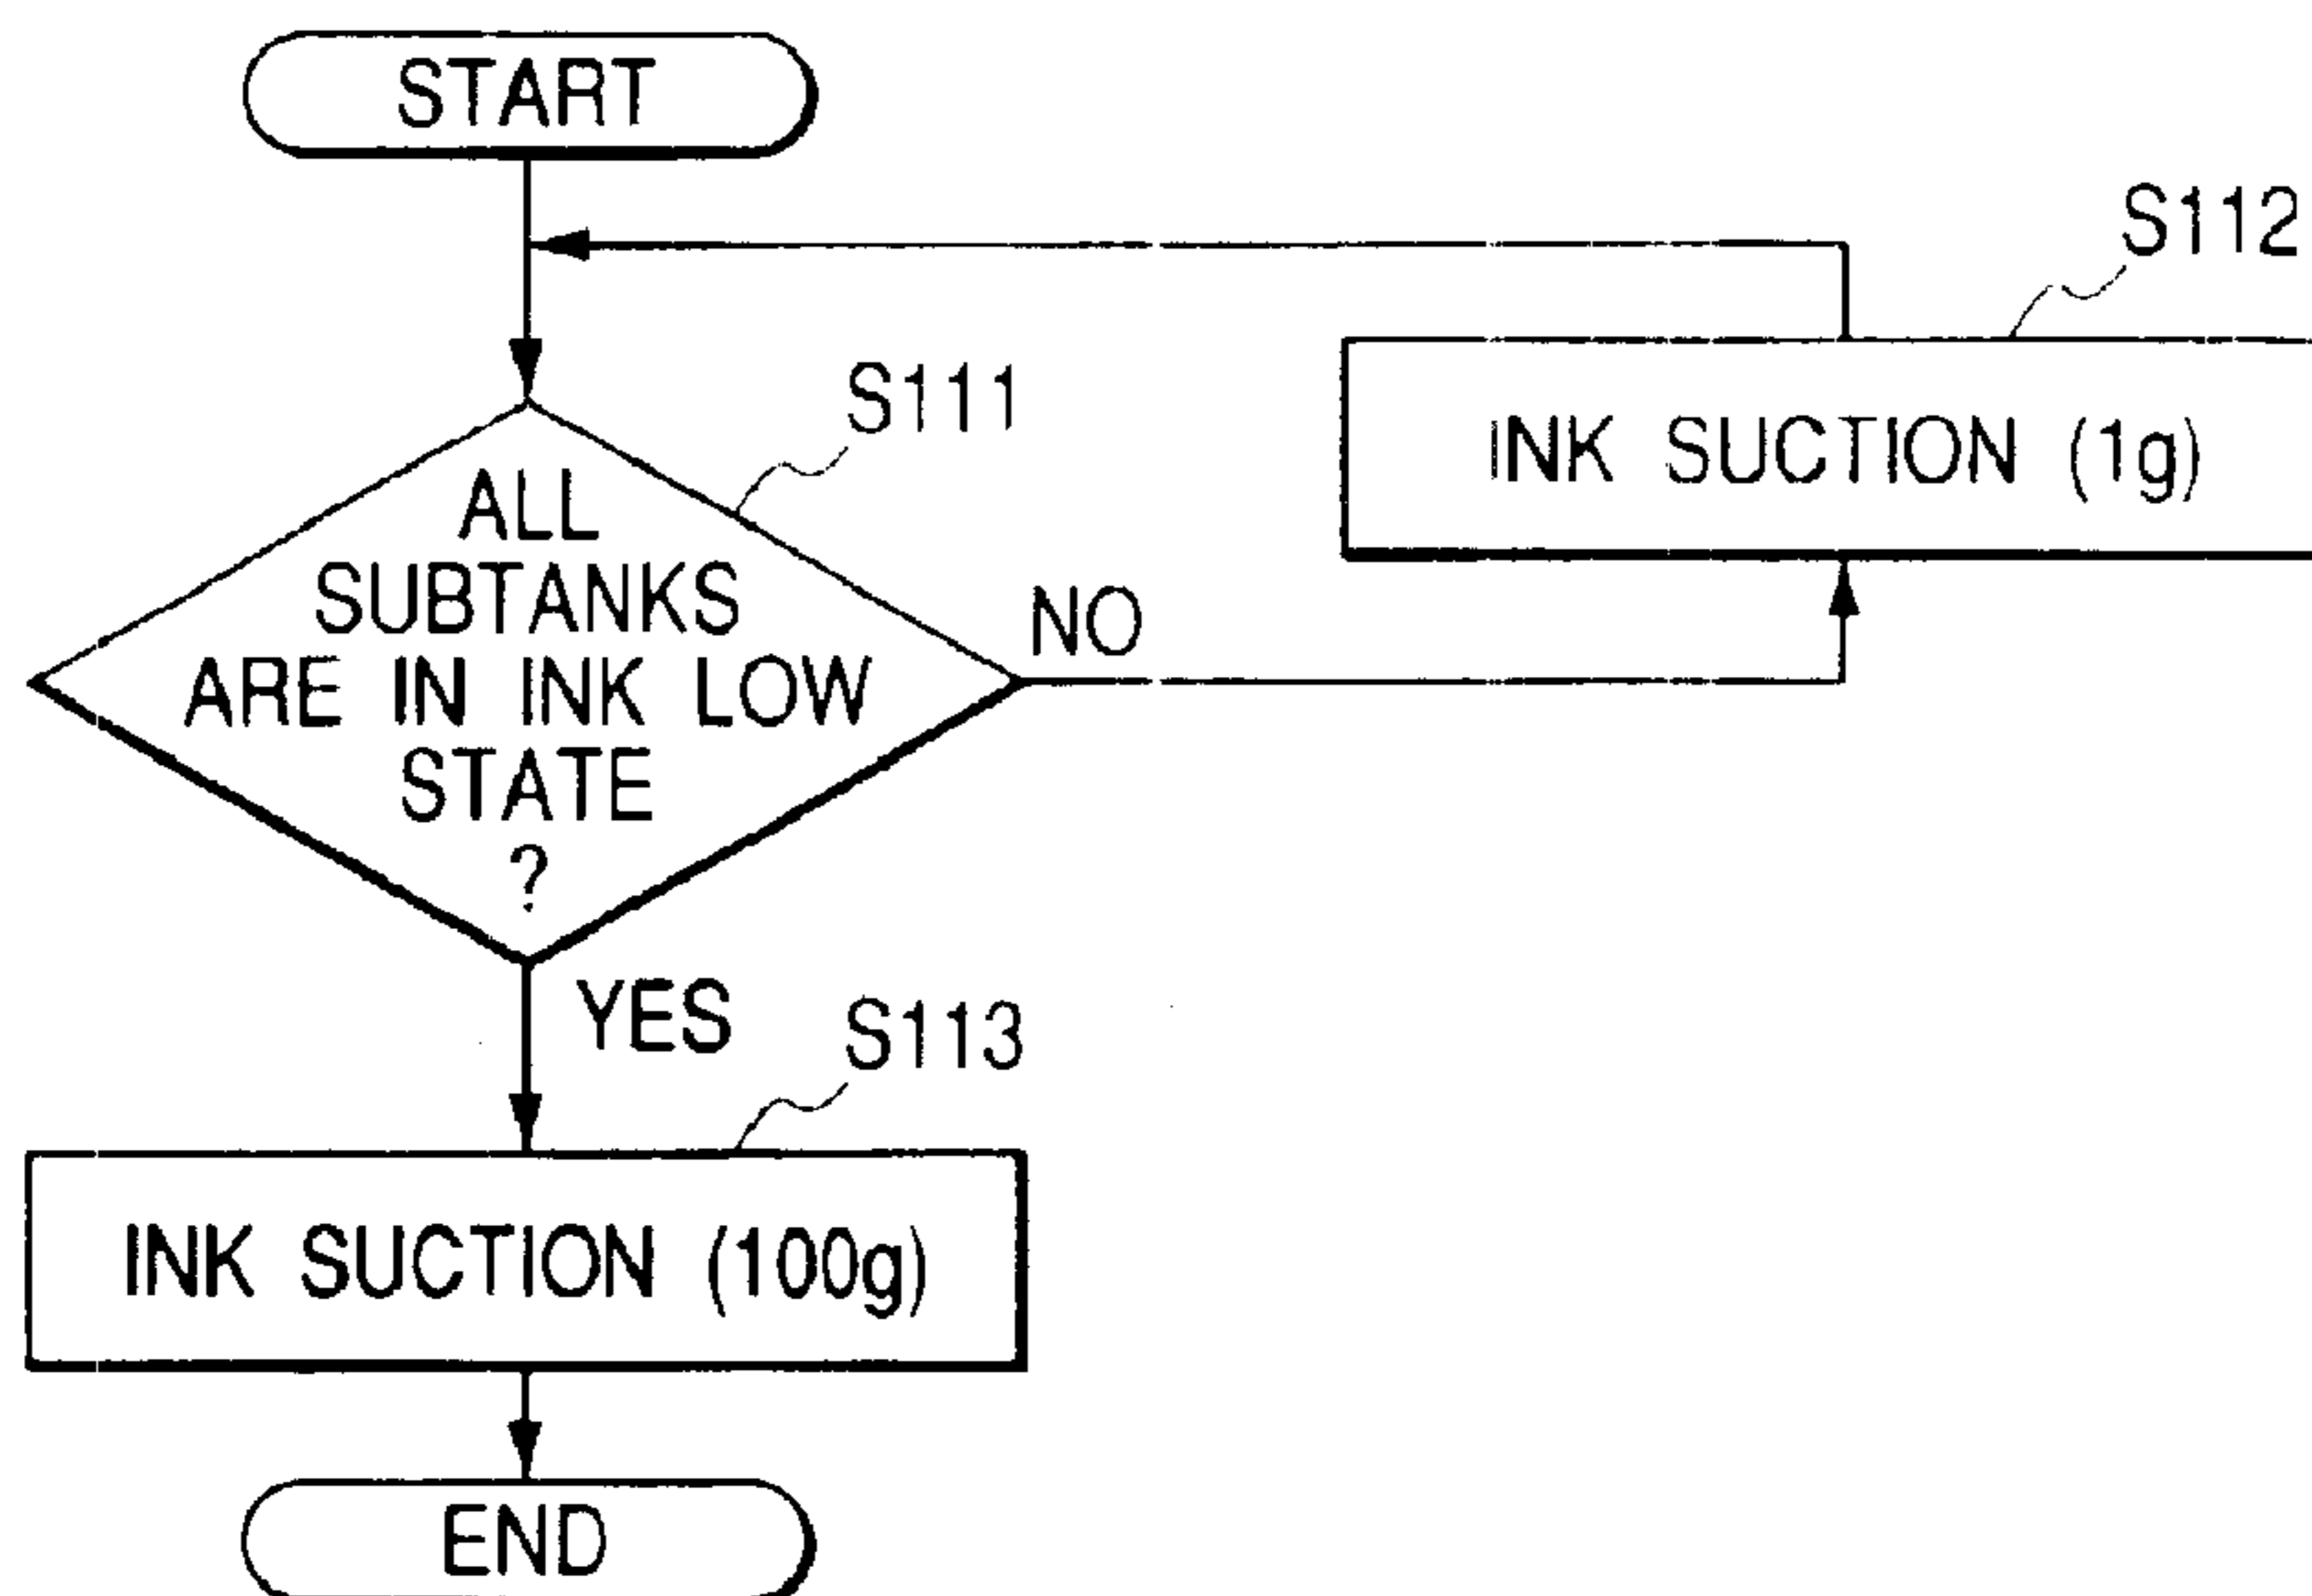 START
S112
INK SUCTION (1g)
S111
ALL
SUBTANKS
ARE IN INK LOW
STATE
?
NO
YES
S113
INK SUCTION (100g)
END